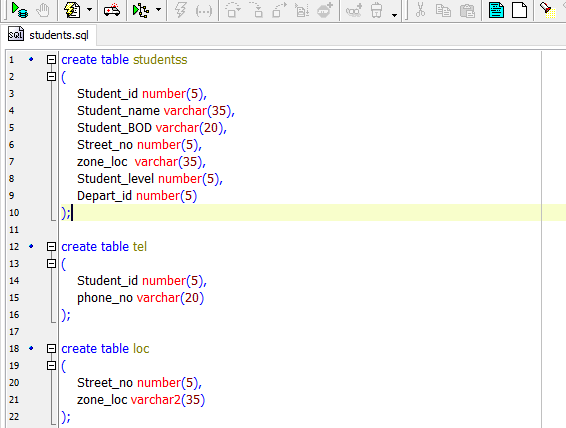 students.sql
1 create table studentss
2 (
3 Student_id number(5),
4 Student_name varchar(35),
5 Student_BOD varchar(20),
6 Street_no number(5),
7 zone_loc  varchar(35),
8 Student_level number(5),
9 Depart_id number(5)
10 );
11
12 create table tel
13 (
14 Student_id number(5),
15 phone_no varchar(20)
16 );
17
18 create table loc
19 (
20 Street_no number(5),
21 zone_loc varchar2(35)
22 );